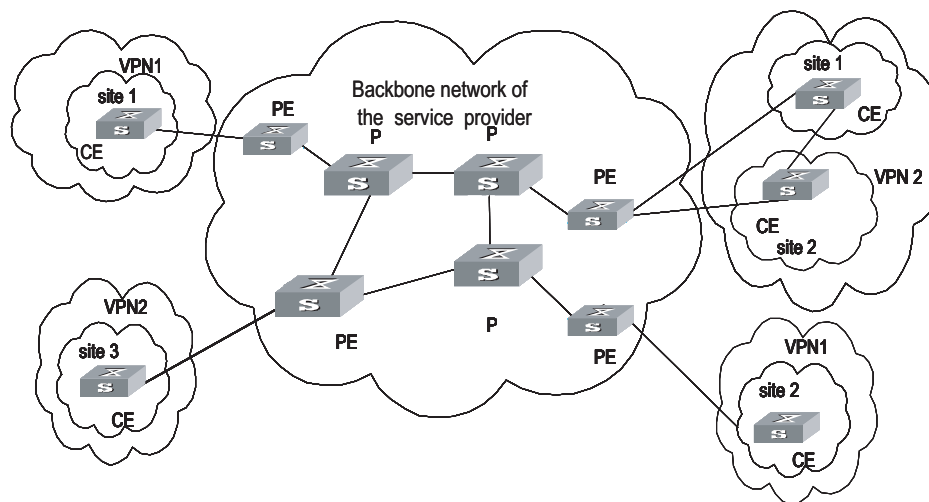 VPN1
site 1
CE
PE
Backbone network of
the service provider
P
P
PE
site 1
CE
VPN 2
CE
site 2
VPN2
site 3
CE
PE
P
PE
VPN1
site 2
CE
S
S
S
S
S
S
S
S
S
S
S
S